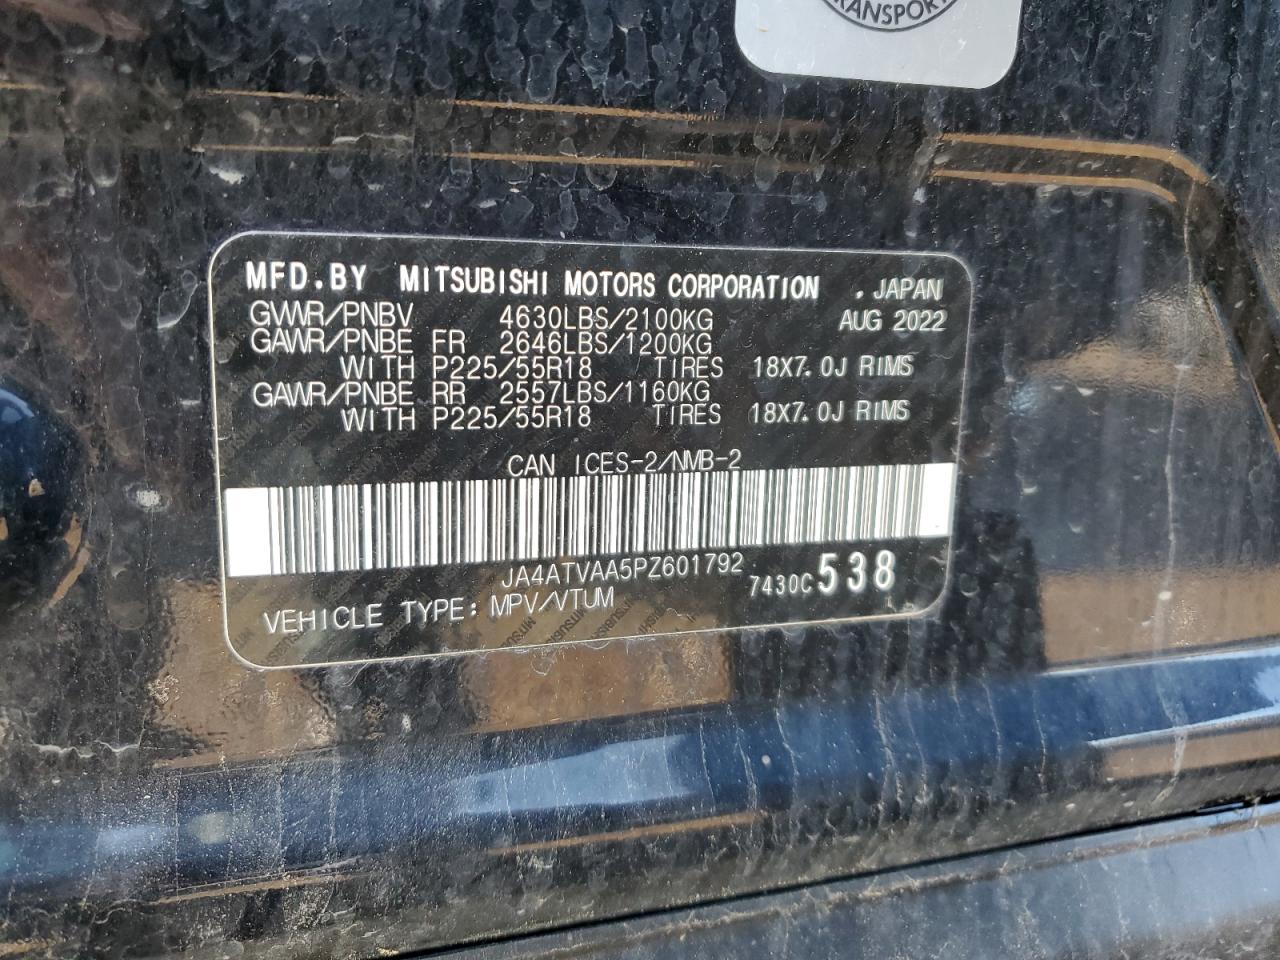 TRANSPORT
MFD.BY MITSUBISHI MOTORS CORPORATION . JAPAN
GVWR/PNBV 4630LBS/2100KG AUG 2022
GAWR/PNBE FR 2646LBS/1200KG
WITH P225/55R18 TIRES 18X7.0J RIMS
GAWR/PNBE RR 2557LBS/1160KG
WITH P225/55R18 TIRES 18X7.0J RIMS
CAN ICES-2/NMB-2
JA4ATVAA5PZ601792
7430C 538
VEHICLE TYPE: MPV/VTUM